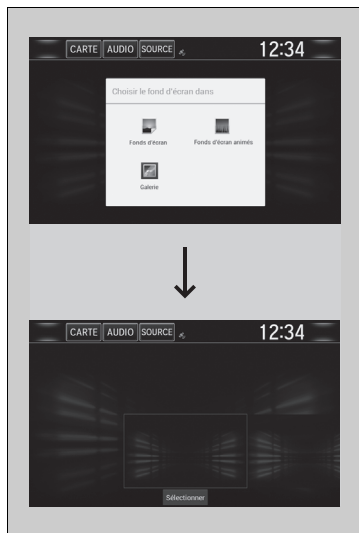 CARTE AUDIO SOURCE 12:34
Choisir le fond d'écran dans
Fonds d'écran Fonds d'écran animés
Galerie
CARTE AUDIO SOURCE 12:34
Sélectionner